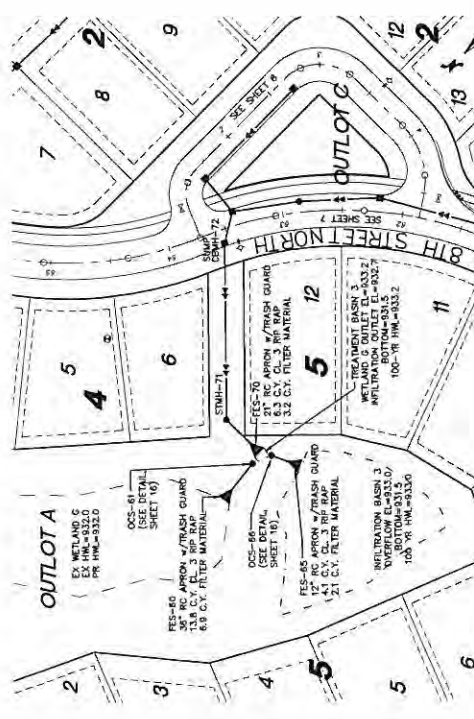 OUTLOT A
EX WETLAND G
EX HWL=932.0
PR HWL=932.0
OCS-61
(SEE DETAIL,
SHEET 16)
FES-60
36" RC APRON w/TRASH GUARD
13.8 C.Y. CL. 3 RIP RAP
6.9 C.Y. FILTER MATERIAL
OCS-66
(SEE DETAIL,
SHEET 16)
FES-65
12" RC APRON w/TRASH GUARD
4.1 C.Y. CL. 3 RIP RAP
2.1 C.Y. FILTER MATERIAL
INFILTRATION BASIN 3
OVERFLOW EL=933.0
BOTTOM=931.5
100 YR HWL=933.0
STMH-71
FES-70
21" RC APRON w/TRASH GUARD
6.3 C.Y. CL. 3 RIP RAP
3.2 C.Y. FILTER MATERIAL
TREATMENT BASIN 3
WETLAND G OUTLET EL=933.2
INFILTRATION OUTLET EL=932.7
BOTTOM=931.5
100-YR HWL=933.2
SUMP
CBMH-72
8TH STREET NORTH
SEE SHEET 7
SEE SHEET 8
OUTLOT C
7
8
9
2
12
2
13
5
4
6
12
5
11
2
3
4
5
5
6